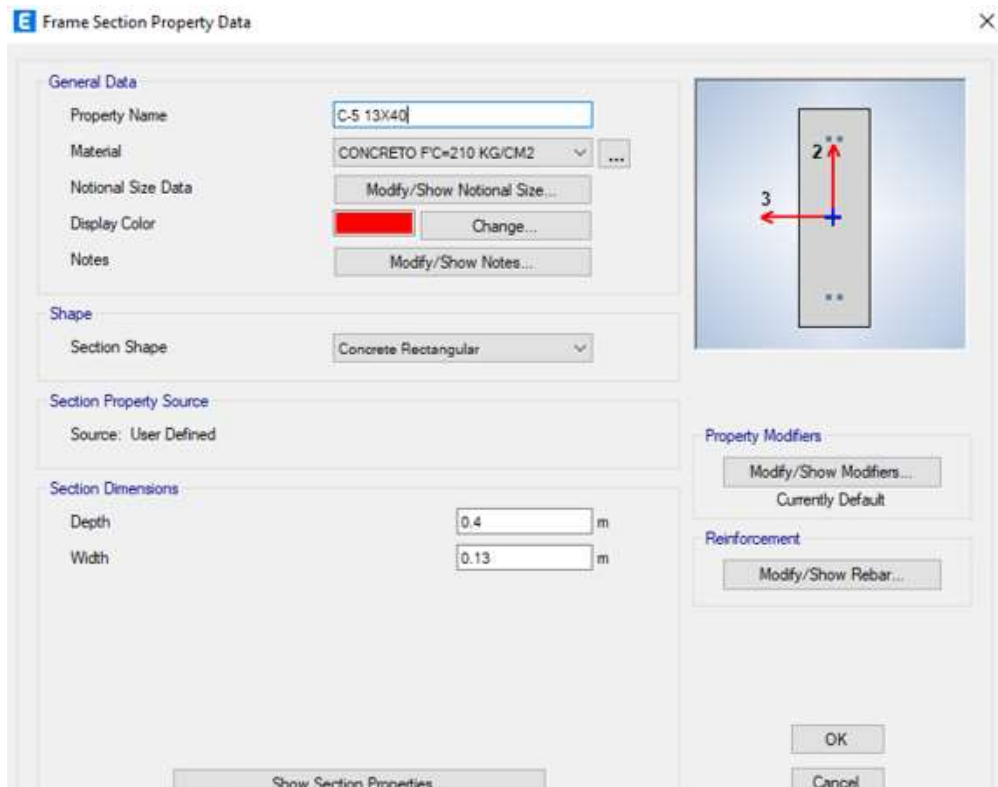 E Frame Section Property Data
General Data
Property Name C-5 13X40
Material CONCRETO F'C=210 KG/CM2 ...
Notional Size Data Modify/Show Notional Size...
Display Color Change...
Notes Modify/Show Notes...
2
3
Shape
Section Shape Concrete Rectangular
Section Property Source
Source: User Defined
Property Modifiers
Modify/Show Modifiers...
Currently Default
Section Dimensions
Depth 0.4 m
Width 0.13 m
Reinforcement
Modify/Show Rebar...
OK
Show Section Properties...
Cancel